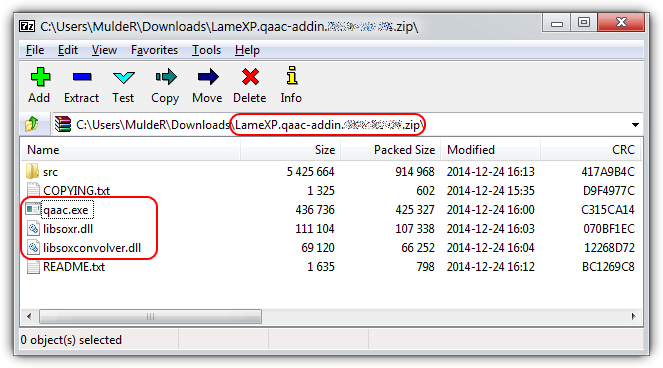 C:\Users\MuldeR\Downloads\LameXP.qaac-addin. .zip\
File Edit View Favorites Tools Help
Add Extract Test Copy Move Delete Info
C:\Users\MuldeR\Downloads\LameXP.qaac-addin. .zip\
Name Size Packed Size Modified CRC
src 5 425 664 914 968 2014-12-24 16:13 417A9B4C
COPYING.txt 1 325 602 2014-12-24 15:35 D9F4977C
qaac.exe 436 736 425 327 2014-12-24 16:00 C315CA14
libsoxr.dll 111 104 107 338 2014-12-24 16:03 070BF1EC
libsoxconvolver.dll 69 120 66 252 2014-12-24 16:04 12268D72
README.txt 1 635 798 2014-12-24 16:12 BC1269C8
0 object(s) selected